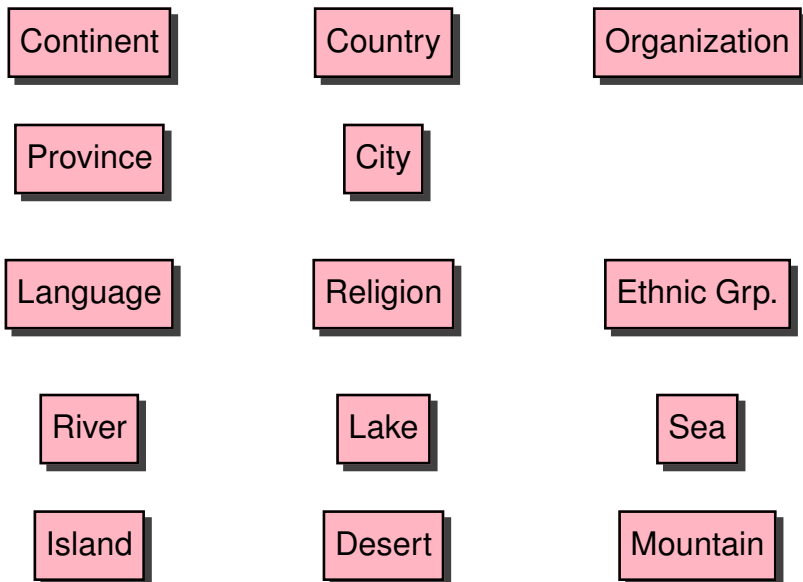 Continent Country Organization
Province City
Language Religion Ethnic Grp.
River Lake Sea
Island Desert Mountain